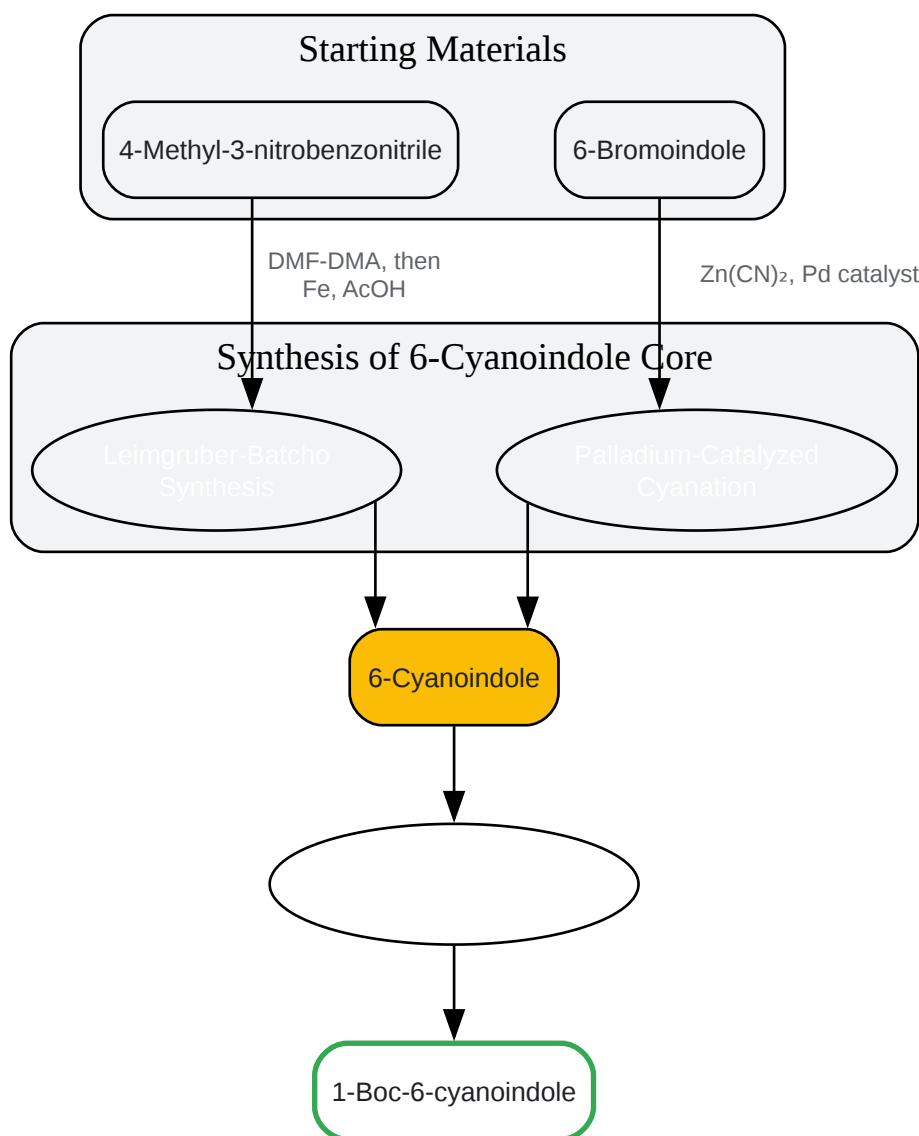 Starting Materials
4-Methyl-3-nitrobenzonitrile
6-Bromoindole
DMF-DMA, then
Fe, AcOH
Zn(CN)₂, Pd catalyst
Synthesis of 6-Cyanoindole Core
Leimgruber-Batcho
Synthesis
Palladium-Catalyzed
Cyanation
6-Cyanoindole
1-Boc-6-cyanoindole